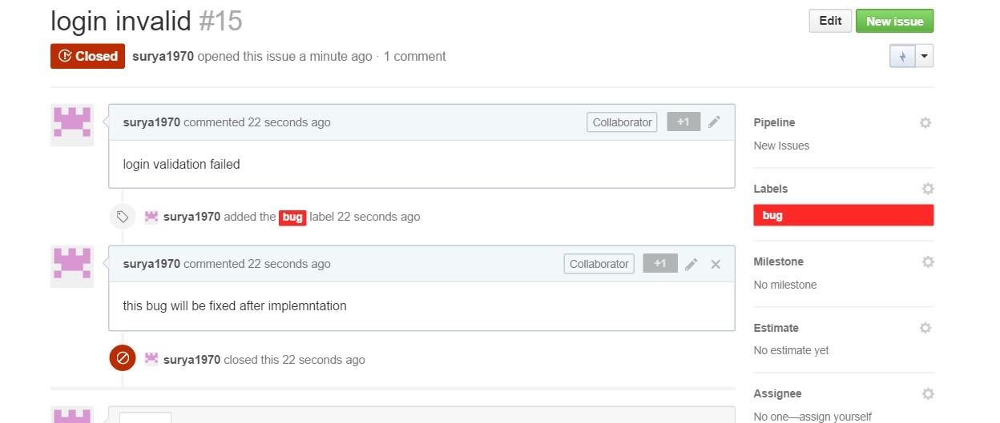 login invalid #15
Edit
New issue
Closed
surya1970 opened this issue a minute ago · 1 comment
surya1970 commented 22 seconds ago
Collaborator
+1
login validation failed
surya1970 added the bug label 22 seconds ago
surya1970 commented 22 seconds ago
Collaborator
+1
this bug will be fixed after implemntation
surya1970 closed this 22 seconds ago
Pipeline
New Issues
Labels
bug
Milestone
No milestone
Estimate
No estimate yet
Assignee
No one—assign yourself